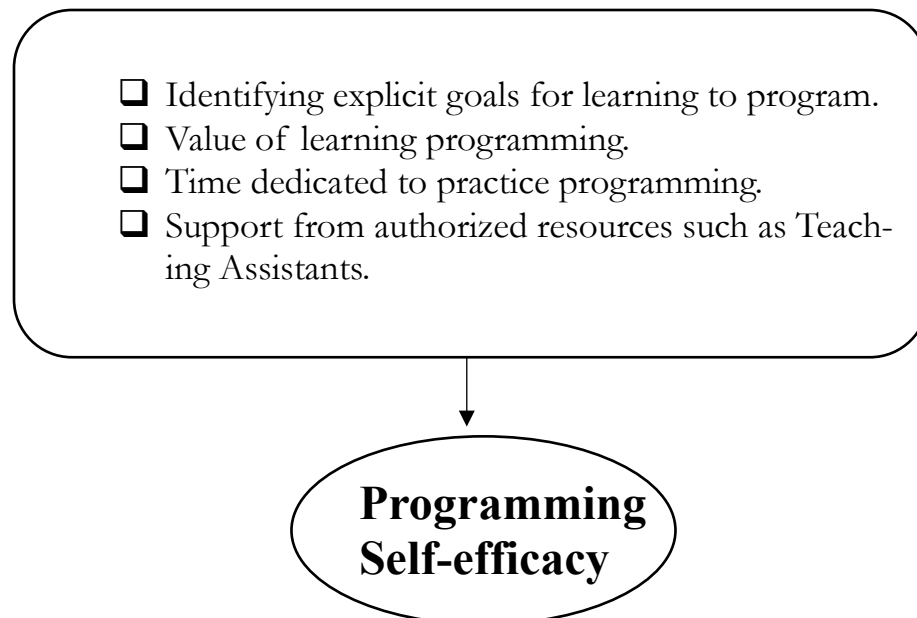 ❑ Identifying explicit goals for learning to program.
❑ Value of learning programming.
❑ Time dedicated to practice programming.
❑ Support from authorized resources such as Teach-
ing Assistants.
Programming
Self-efficacy